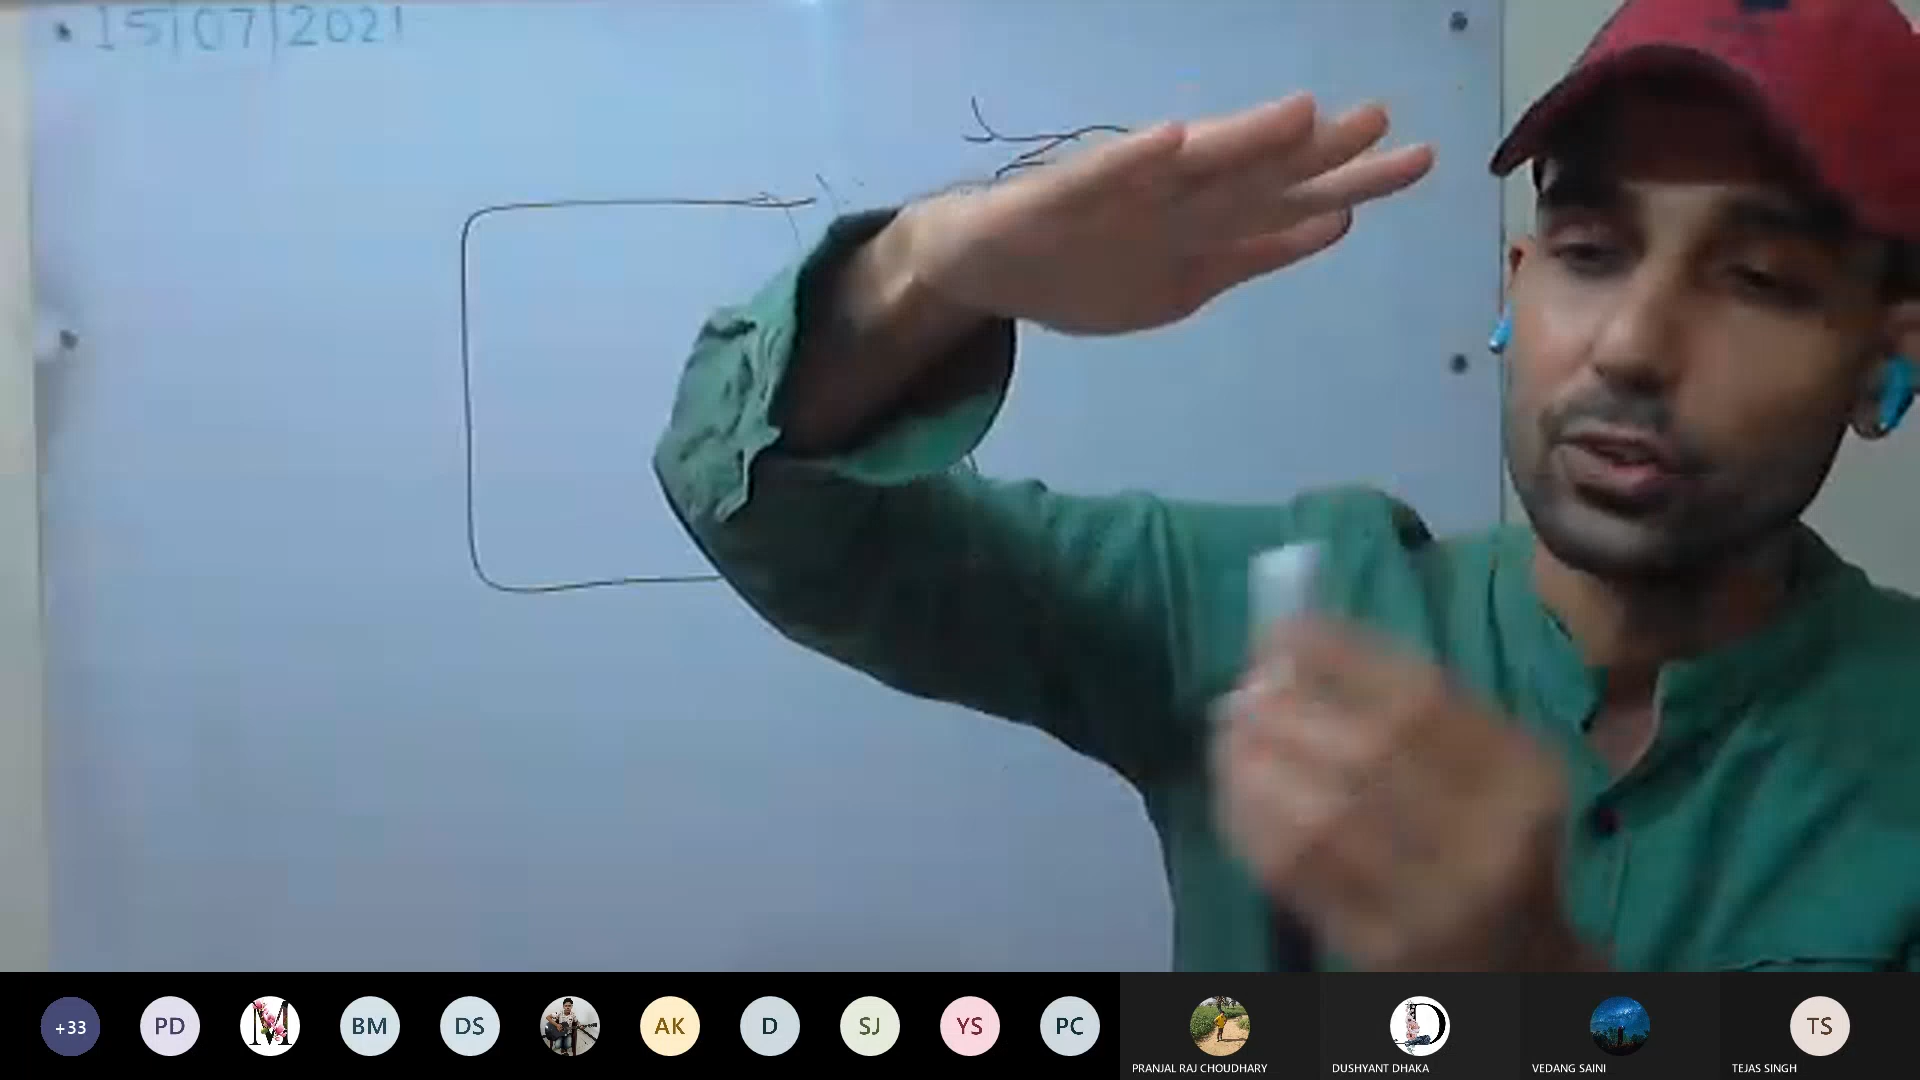 15|07|2021
+33
PD
M
BM
DS
AK
D
SJ
YS
PC
D
TS
PRANJAL RAJ CHOUDHARY
DUSHYANT DHAKA
VEDANG SAINI
TEJAS SINGH